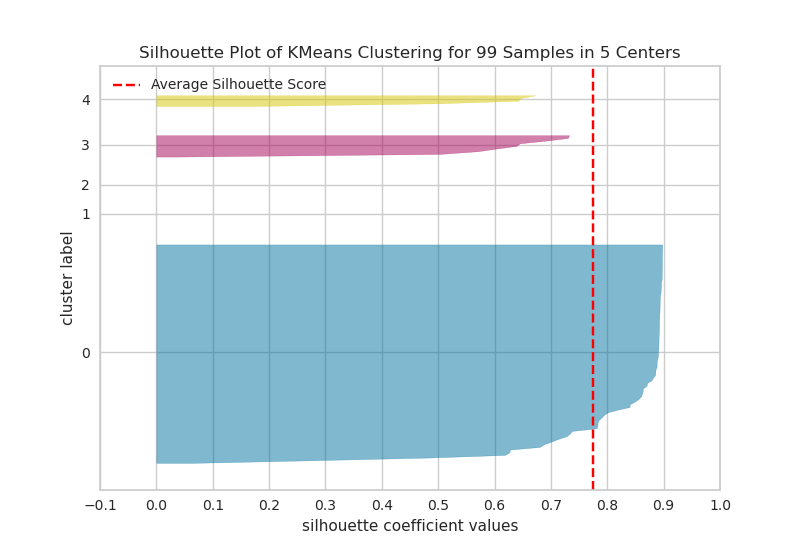 Silhouette Plot of KMeans Clustering for 99 Samples in 5 Centers
Average Silhouette Score
4
3
2
1
0
cluster label
−0.1 0.0 0.1 0.2 0.3 0.4 0.5 0.6 0.7 0.8 0.9 1.0
silhouette coefficient values